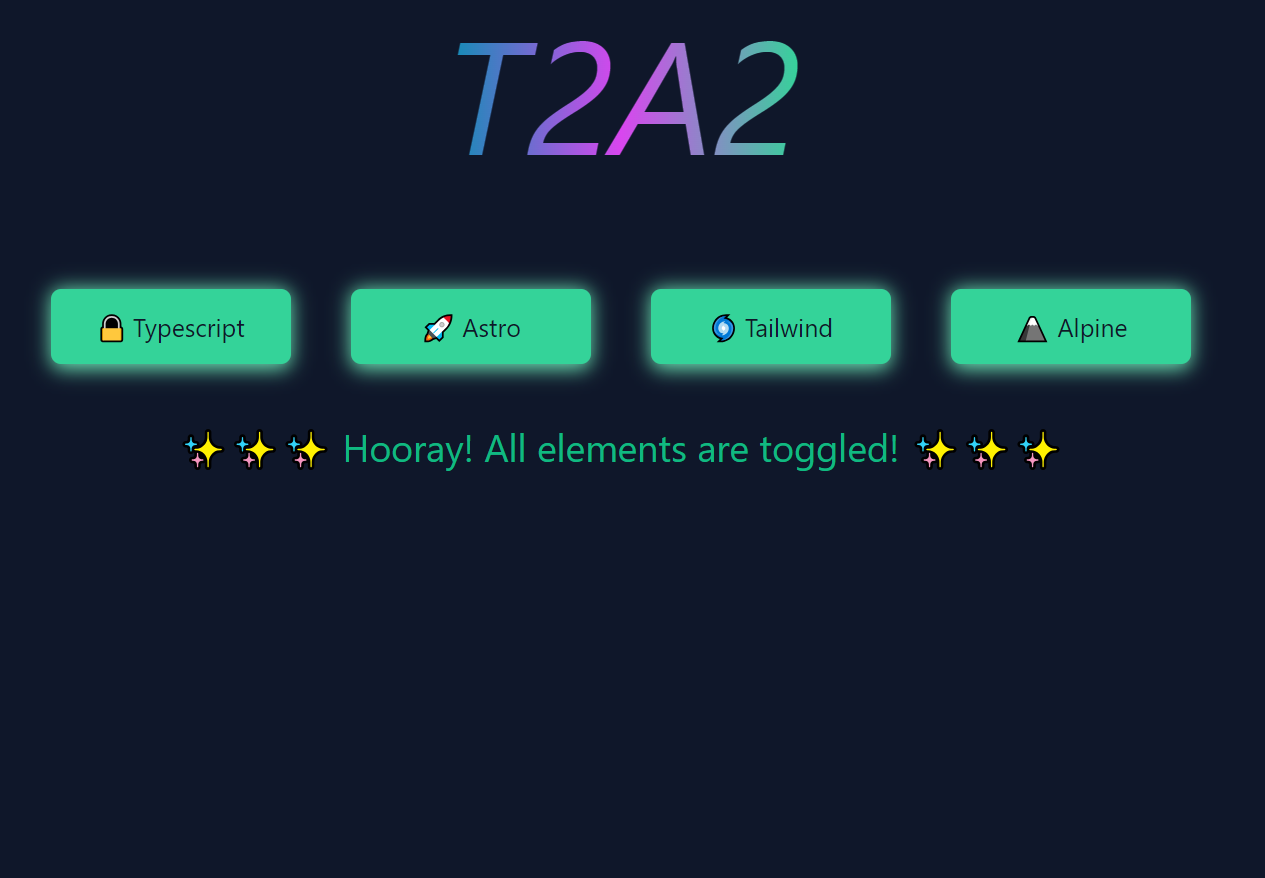 T2A2
🔒 Typescript
🚀 Astro
🌀 Tailwind
⛰ Alpine
✨ ✨ ✨ Hooray! All elements are toggled! ✨ ✨ ✨